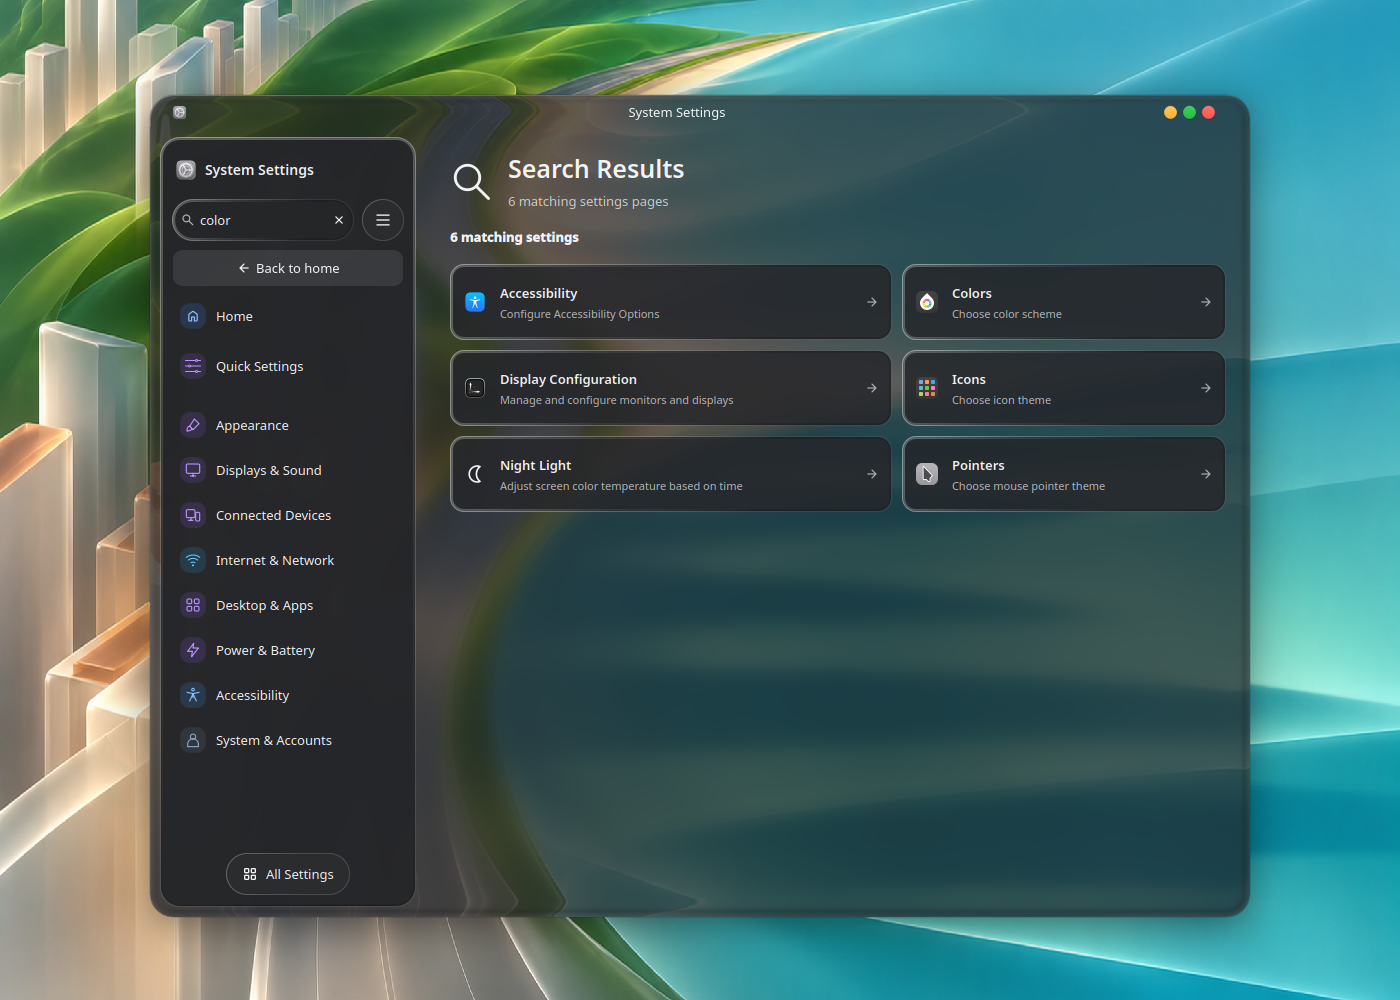 System Settings
System Settings
color
Back to home
Home
Quick Settings
Appearance
Displays & Sound
Connected Devices
Internet & Network
Desktop & Apps
Power & Battery
Accessibility
System & Accounts
All Settings
Search Results
6 matching settings pages
6 matching settings
Accessibility
Configure Accessibility Options
Colors
Choose color scheme
Display Configuration
Manage and configure monitors and displays
Icons
Choose icon theme
Night Light
Adjust screen color temperature based on time
Pointers
Choose mouse pointer theme